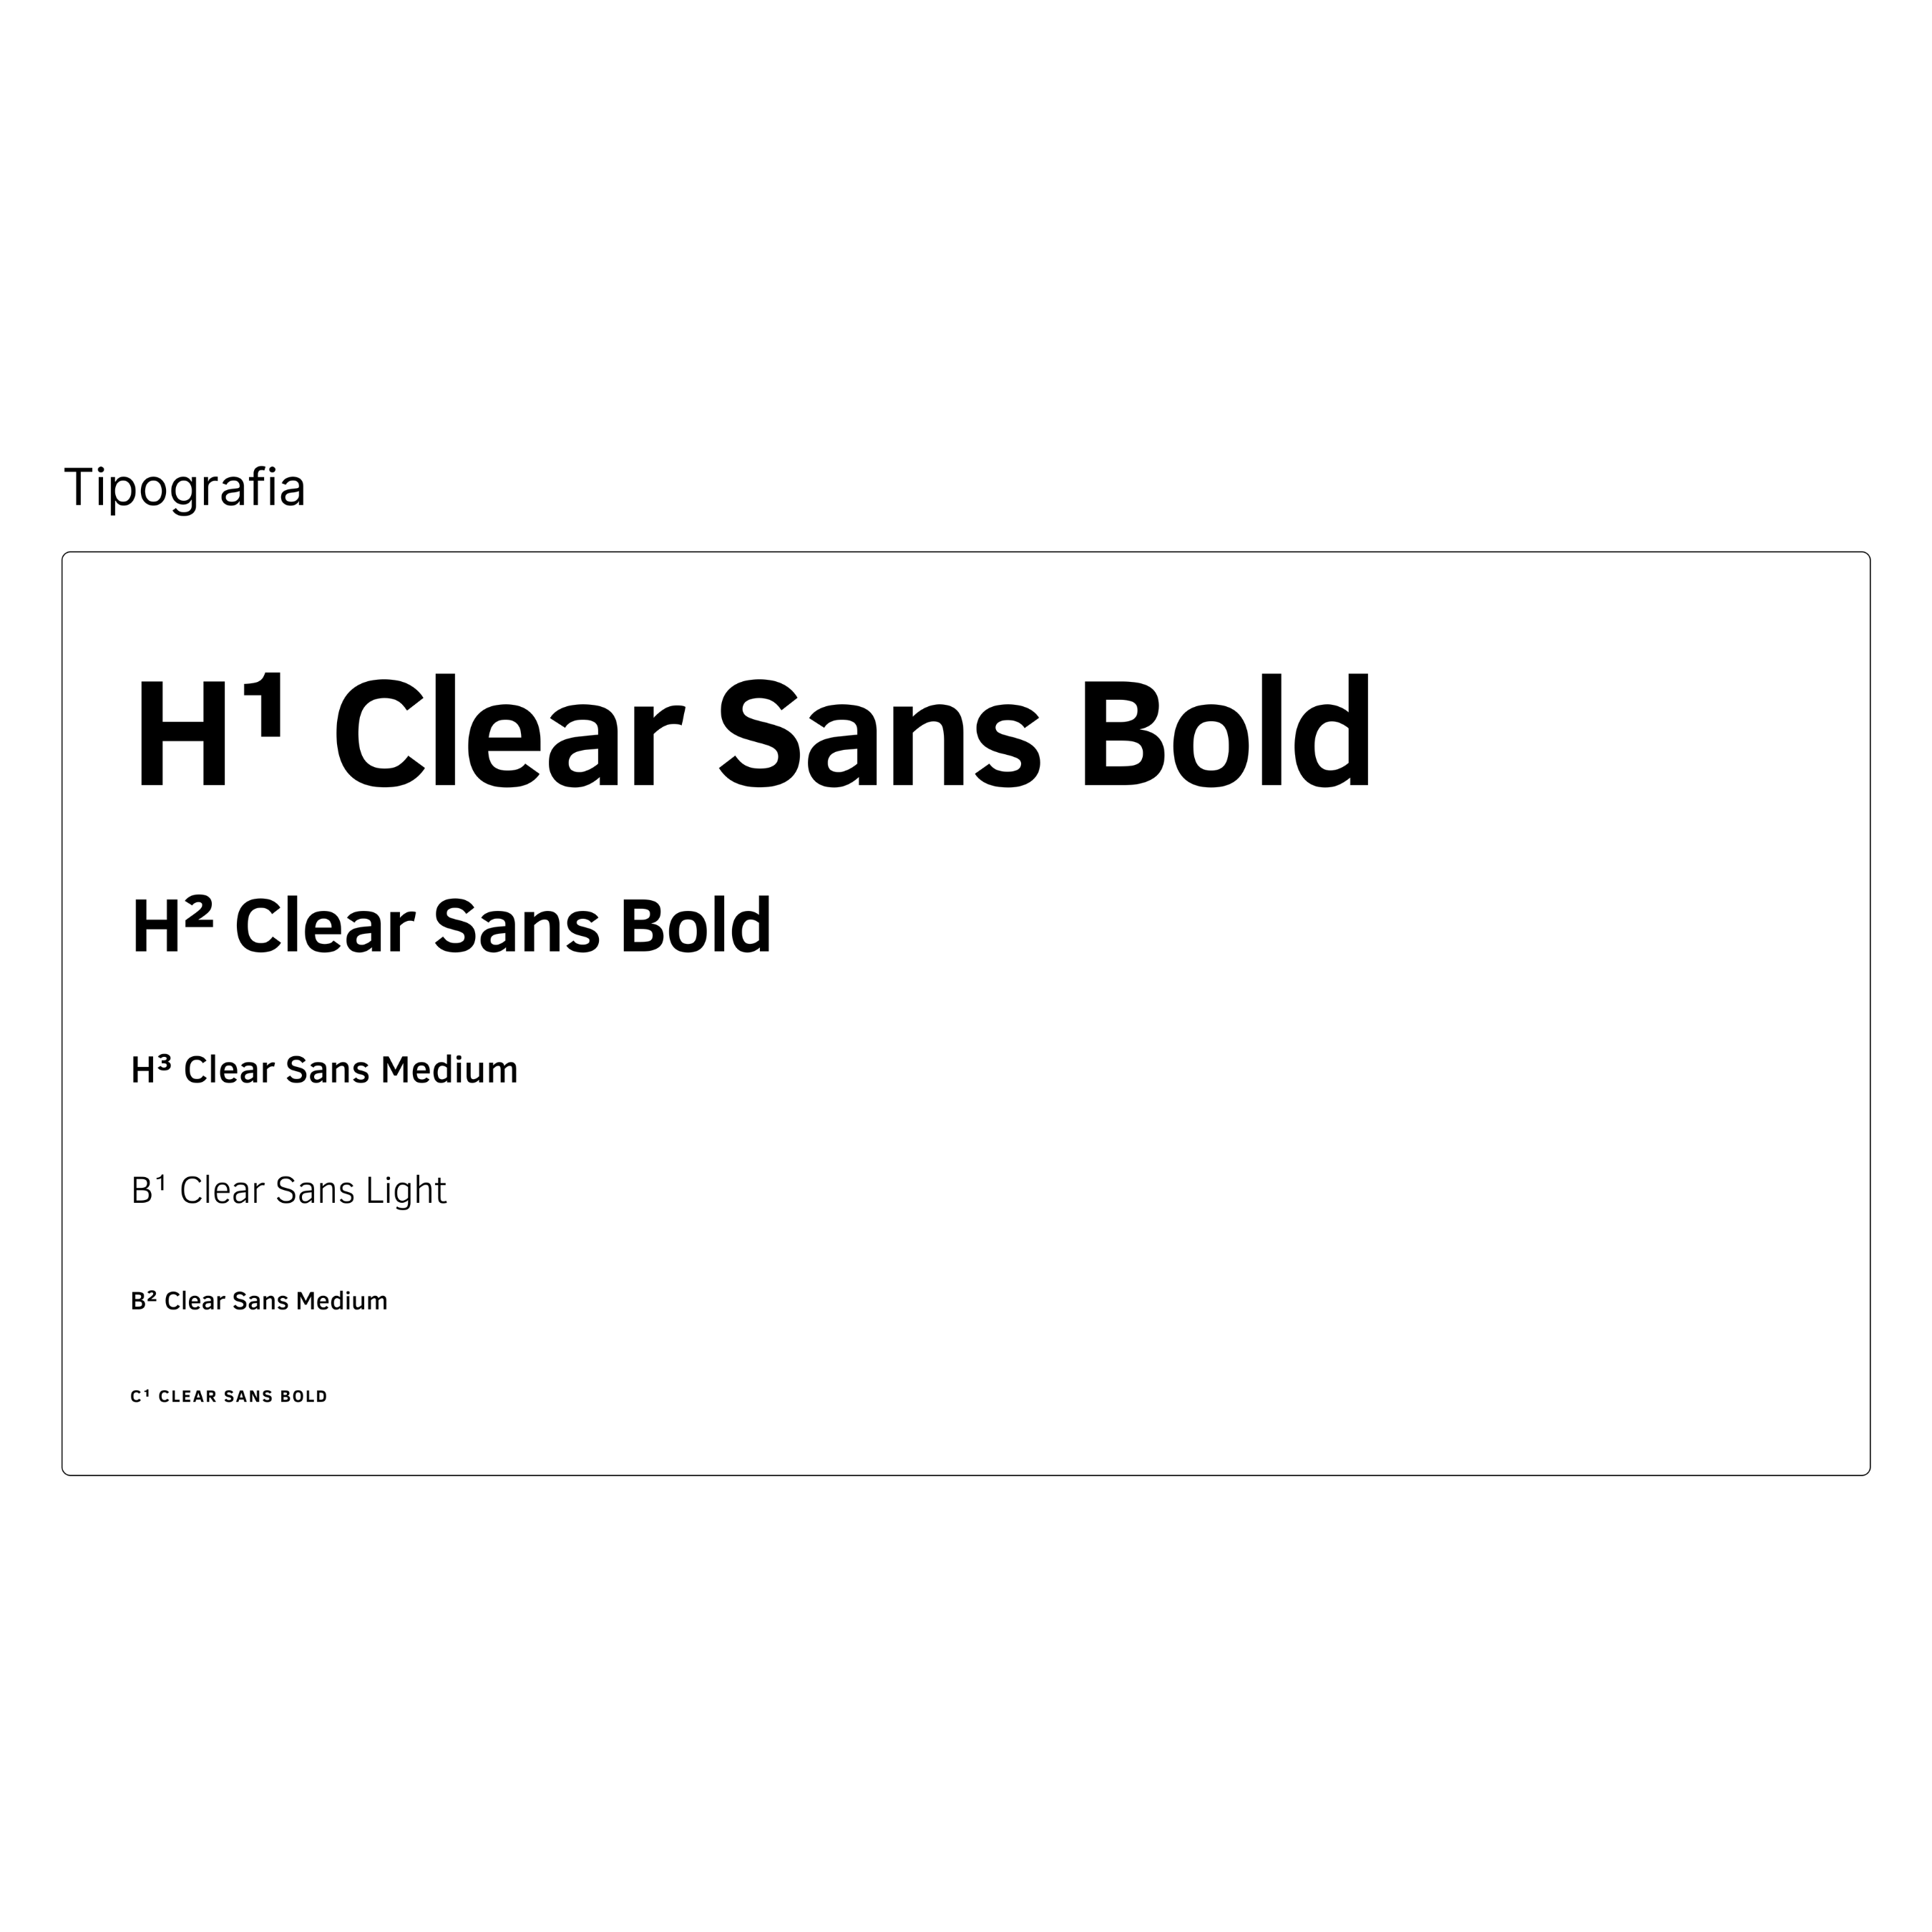 Tipografia
H¹ Clear Sans Bold
H² Clear Sans Bold
H³ Clear Sans Medium
B¹ Clear Sans Light
B² Clear Sans Medium
C¹ CLEAR SANS BOLD